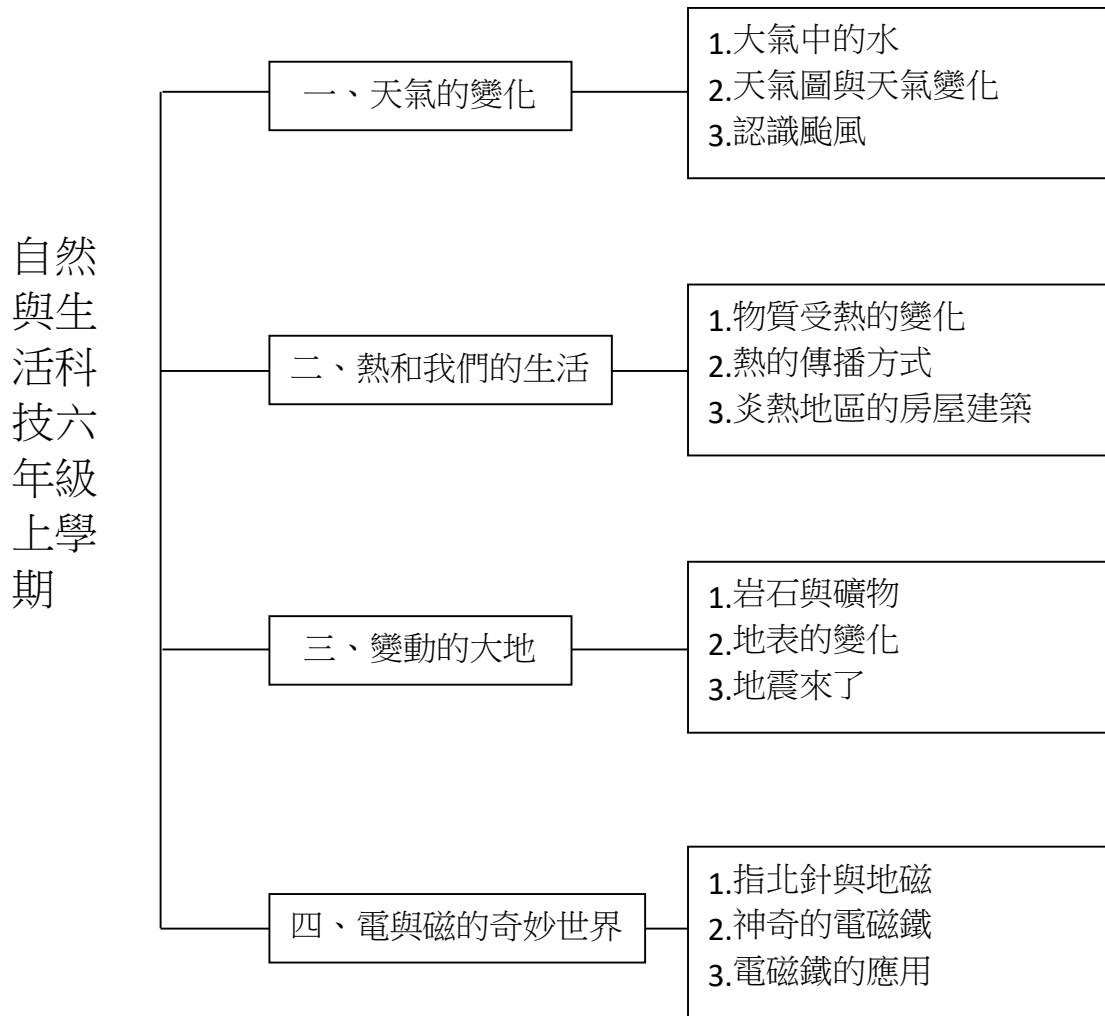 自然
與生
活科
技六
年級
上學
期
一、天氣的變化
1.大氣中的水
2.天氣圖與天氣變化
3.認識颱風
二、熱和我們的生活
1.物質受熱的變化
2.熱的傳播方式
3.炎熱地區的房屋建築
三、變動的大地
1.岩石與礦物
2.地表的變化
3.地震來了
四、電與磁的奇妙世界
1.指北針與地磁
2.神奇的電磁鐵
3.電磁鐵的應用